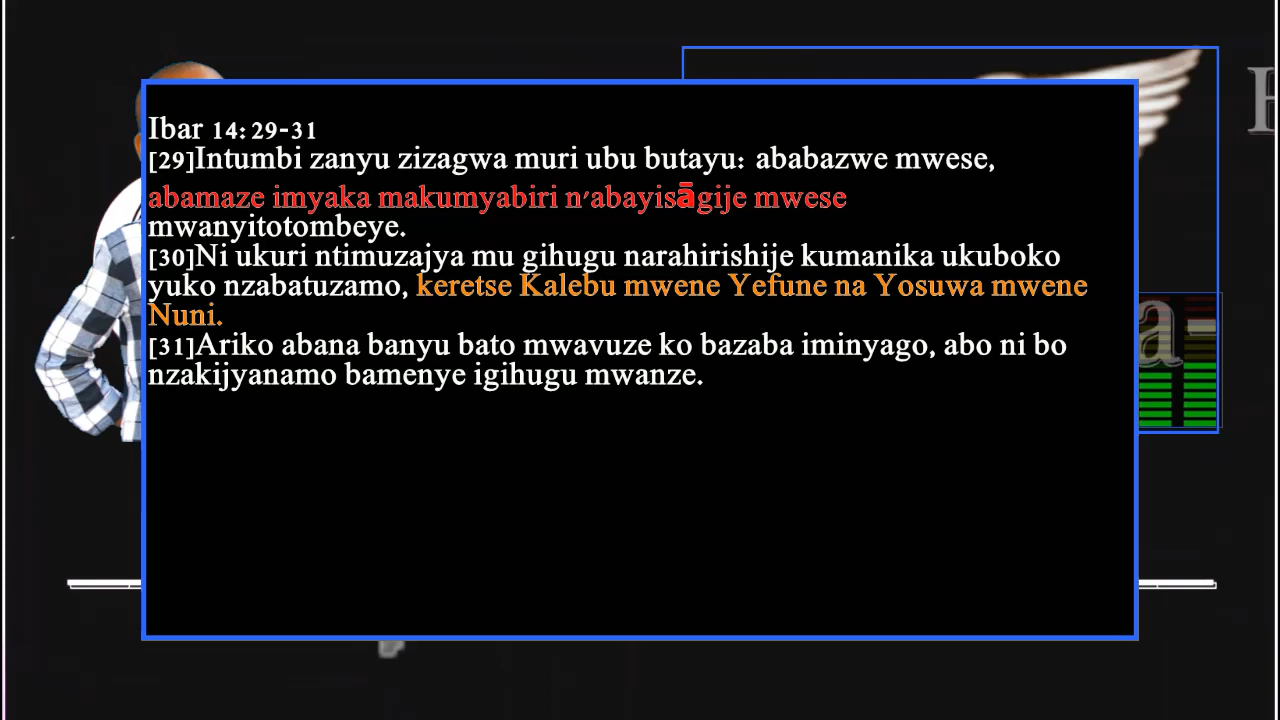 Ibar 14:29-31
[29]Intumbi zanyu zizagwa muri ubu butayu: ababazwe mwese,
abamaze imyaka makumyabiri n'abayisāgije mwese
mwanyitotombeye.
[30]Ni ukuri ntimuzajya mu gihugu narahirishije kumanika ukuboko
yuko nzabatuzamo, keretse Kalebu mwene Yefune na Yosuwa mwene
Nuni.
[31]Ariko abana banyu bato mwavuze ko bazaba iminyago, abo ni bo
nzakijyanamo bamenye igihugu mwanze.